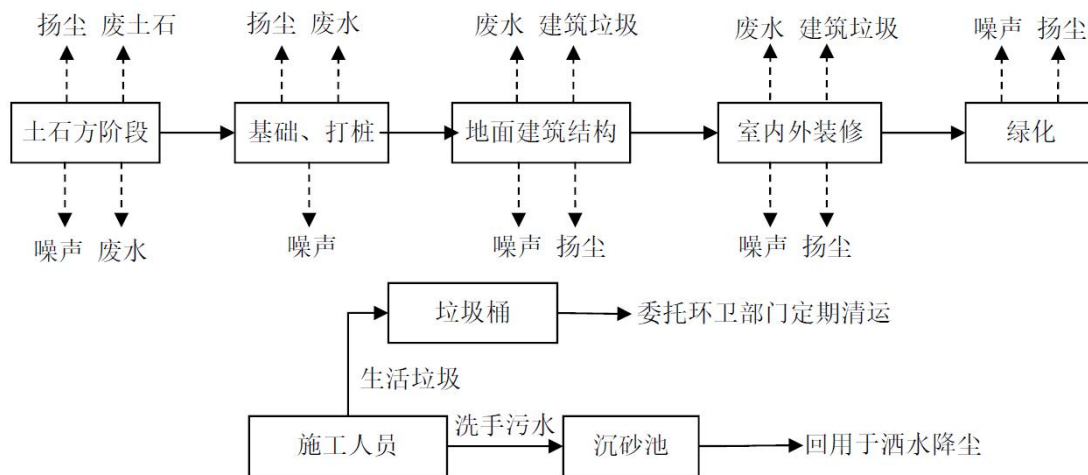 扬尘 废土石 扬尘 废水 废水 建筑垃圾 废水 建筑垃圾 噪声 扬尘
土石方阶段 基础、打桩 地面建筑结构 室内外装修 绿化
噪声 废水 噪声 噪声 扬尘 噪声 扬尘
垃圾桶 委托环卫部门定期清运
生活垃圾
施工人员 洗手污水 沉砂池 回用于洒水降尘